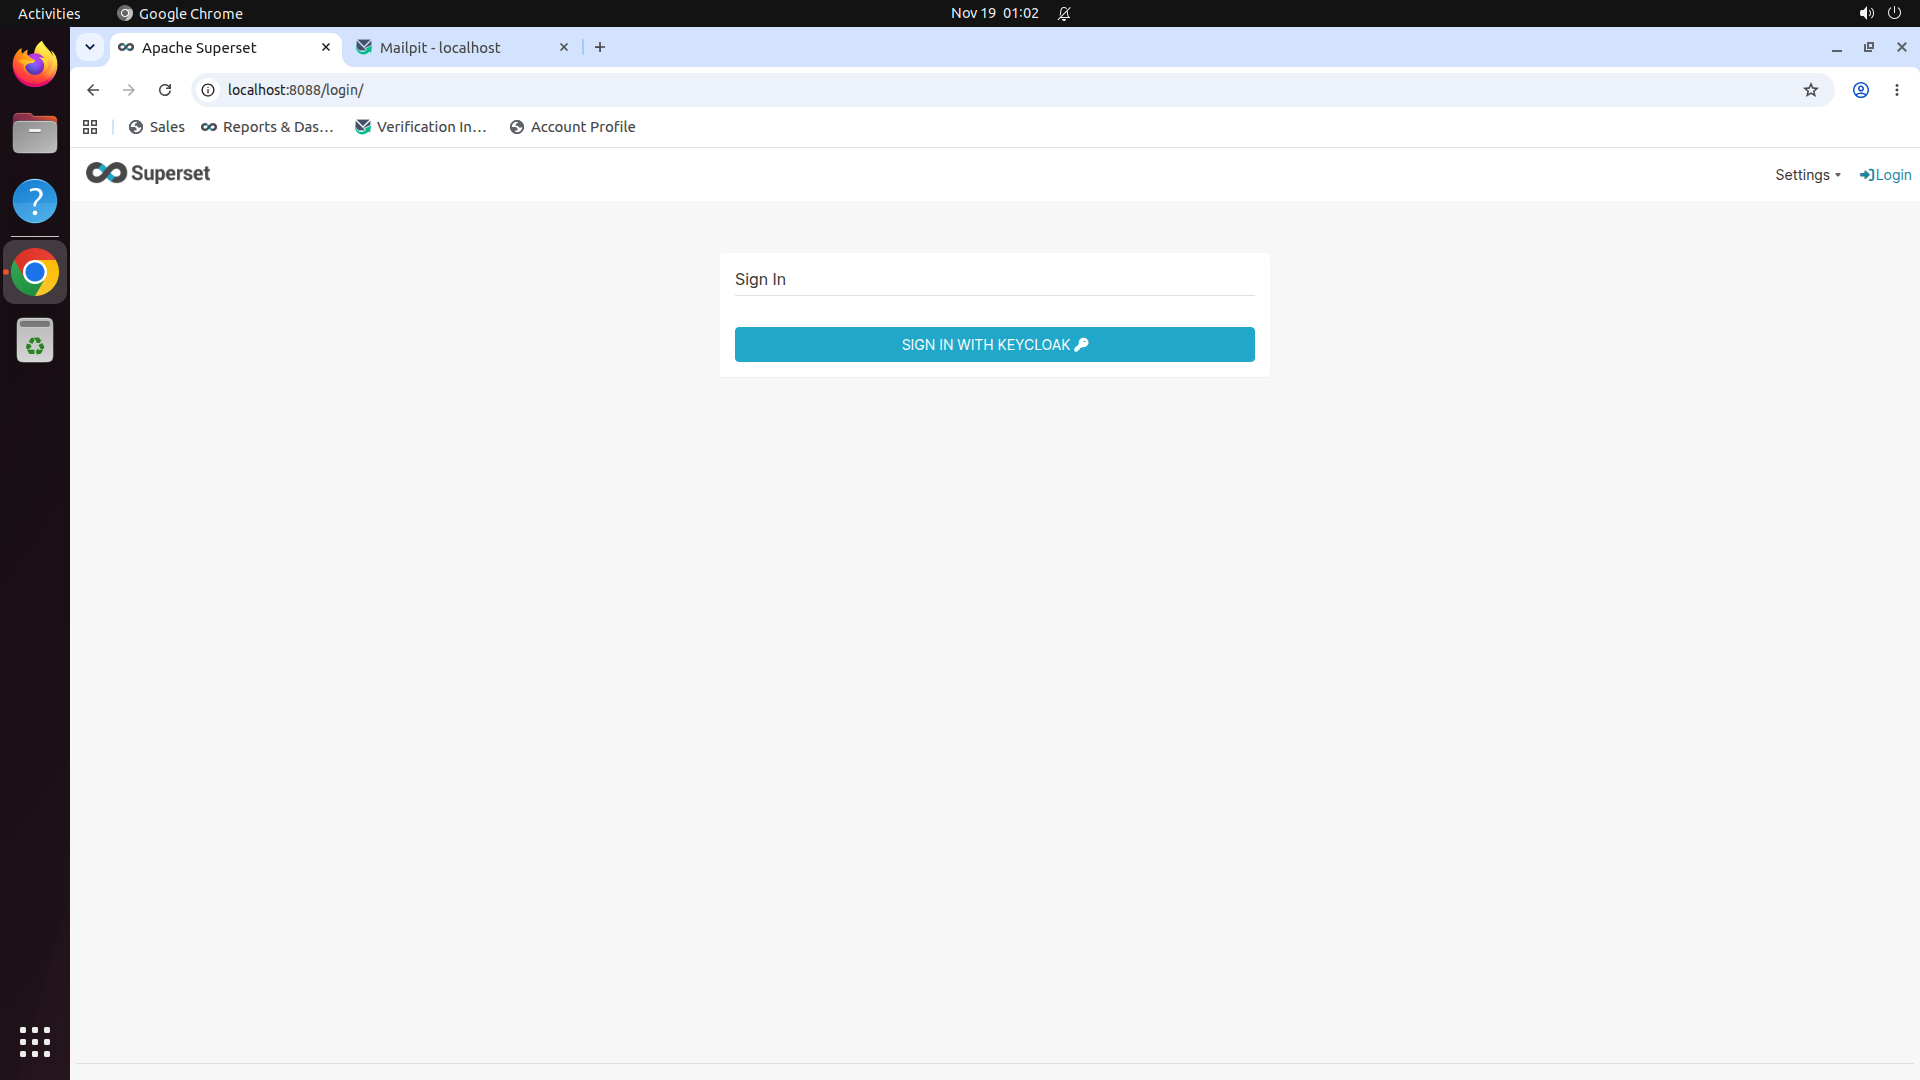 Activities
Google Chrome
Nov 19 01:02
Apache Superset
Mailpit - localhost
localhost:8088/login/
Sales
Reports & Das…
Verification In…
Account Profile
Superset
Settings
Login
Sign In
SIGN IN WITH KEYCLOAK